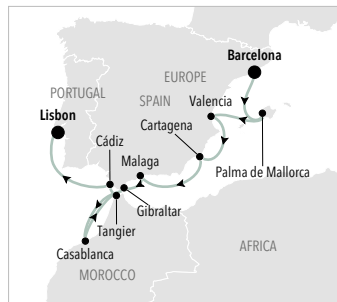 Barcelona
EUROPE
PORTUGAL
SPAIN
Valencia
Lisbon
Cartagena
Cádiz
Malaga
Palma de Mallorca
Gibraltar
Tangier
Casablanca
AFRICA
MOROCCO